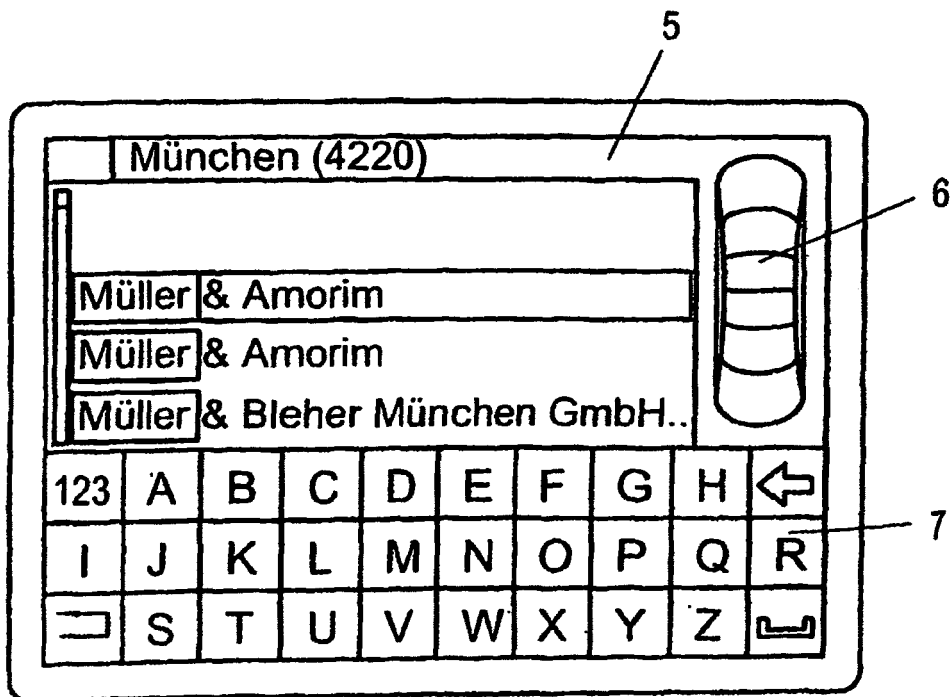 5
München (4220)
6
Müller & Amorim
Müller & Amorim
Müller & Bleher München GmbH..
123 A B C D E F G H
7
I J K L M N O P Q R
S T U V W X Y Z